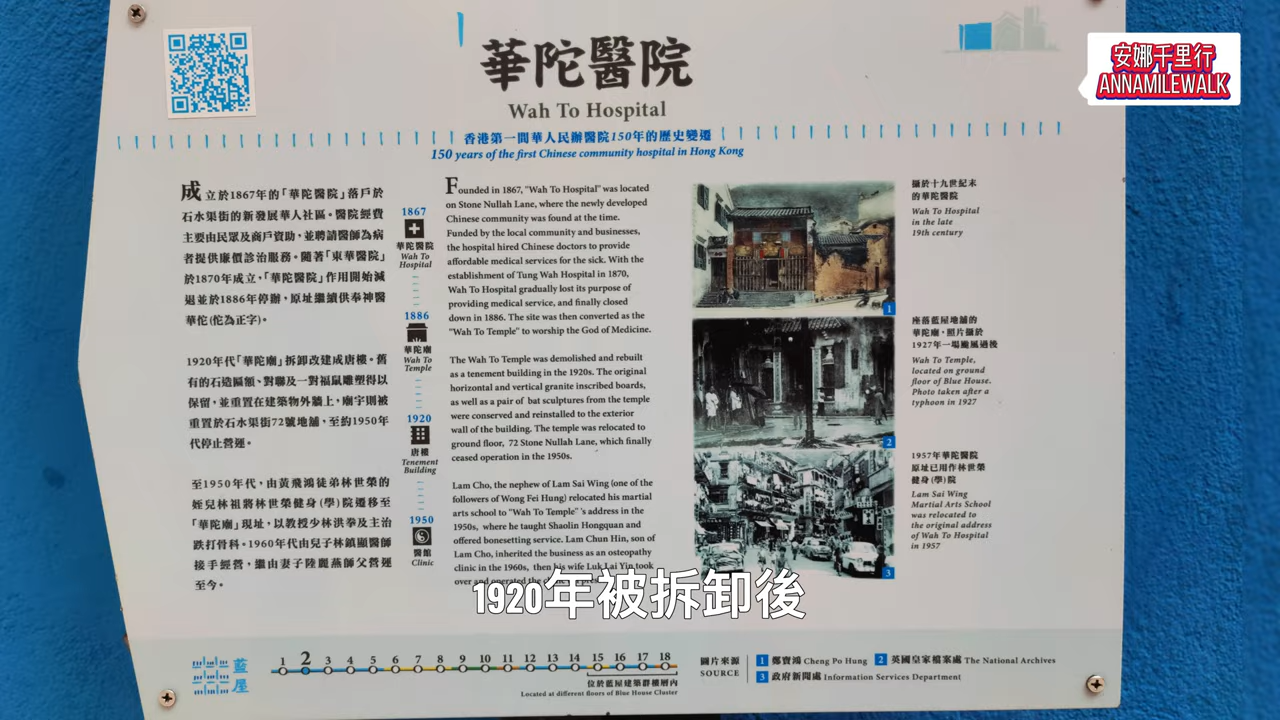 華陀醫院
Wah To Hospital
香港第一間華人民辦醫院150年的歷史變遷
150 years of the first Chinese community hospital in Hong Kong
安娜千里行
ANNAMILEWALK
成立於1867年的「華陀醫院」落戶於
石水渠街的新發展華人社區。醫院經費
主要由民眾及商戶資助，並聘請醫師為病
者提供廉價診治服務。隨著「東華醫院」
於1870年成立，「華陀醫院」作用開始減
退並於1886年停辦，原址繼續供奉神醫
華佗(佗為正字)。
1920年代「華陀廟」拆卸改建成唐樓。舊
有的石造匾額、對聯及一對福鼠雕塑得以
保留，並重置在建築物外牆上，廟宇則被
重置於石水渠街72號地舖，至約1950年
代停止營運。
至1950年代，由黃飛鴻徒弟林世榮的
姪兒林祖將林世榮健身(學)院遷移至
「華陀廟」現址，以教授少林洪拳及主治
跌打骨科。1960年代由兒子林鎮顯醫師
接手經營，繼由妻子陸麗燕師父營運
至今。
1867
華陀醫院
Wah To
Hospital
1886
華陀廟
Wah To
Temple
1920
唐樓
Tenement
Building
1950
醫館
Clinic
Founded in 1867, "Wah To Hospital" was located
on Stone Nullah Lane, where the newly developed
Chinese community was found at the time.
Funded by the local community and businesses,
the hospital hired Chinese doctors to provide
affordable medical services for the sick. With the
establishment of Tung Wah Hospital in 1870,
Wah To Hospital gradually lost its purpose of
providing medical service, and finally closed
down in 1886. The site was then converted as the
"Wah To Temple" to worship the God of Medicine.
The Wah To Temple was demolished and rebuilt
as a tenement building in the 1920s. The original
horizontal and vertical granite inscribed boards,
as well as a pair of bat sculptures from the temple
were conserved and reinstalled to the exterior
wall of the building. The temple was relocated to
ground floor, 72 Stone Nullah Lane, which finally
ceased operation in the 1950s.
Lam Cho, the nephew of Lam Sai Wing (one of the
followers of Wong Fei Hung) relocated his martial
arts school to "Wah To Temple" 's address in the
1950s, where he taught Shaolin Hongquan and
offered bonesetting service. Lam Chun Hin, son of
Lam Cho, inherited the business as an osteopathy
clinic in the 1960s, then his wife Luk Lai Yin took
over and operated the
1
2
3
攝於十九世紀末
的華陀醫院
Wah To Hospital
in the late
19th century
座落藍屋地舖的
華陀廟，照片攝於
1927年一場颱風過後
Wah To Temple,
located on ground
floor of Blue House.
Photo taken after a
typhoon in 1927
1957年華陀醫院
原址已用作林世榮
健身(學)院
Lam Sai Wing
Martial Arts School
was relocated to
the original address
of Wah To Hospital
in 1957
1920年被拆卸後
藍屋
1 2 3 4 5 6 7 8 9 10 11 12 13 14 15 16 17 18
位於藍屋建築群樓層內
Located at different floors of Blue House Cluster
圖片來源
SOURCE
1 鄭寶鴻 Cheng Po Hung 2 英國皇家檔案處 The National Archives
3 政府新聞處 Information Services Department